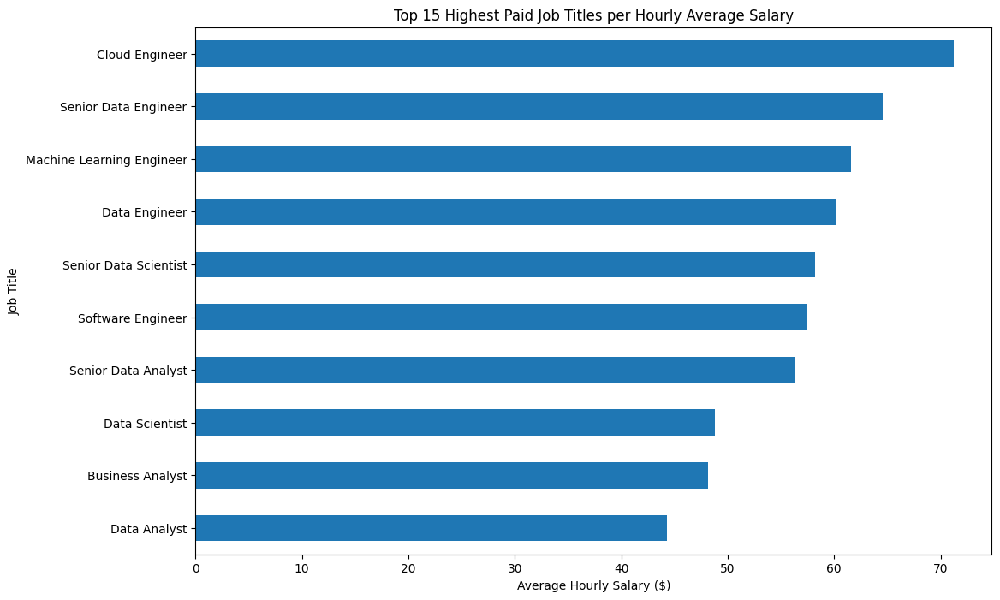 Top 15 Highest Paid Job Titles per Hourly Average Salary
Job Title
Cloud Engineer
Senior Data Engineer
Machine Learning Engineer
Data Engineer
Senior Data Scientist
Software Engineer
Senior Data Analyst
Data Scientist
Business Analyst
Data Analyst
0 10 20 30 40 50 60 70
Average Hourly Salary ($)